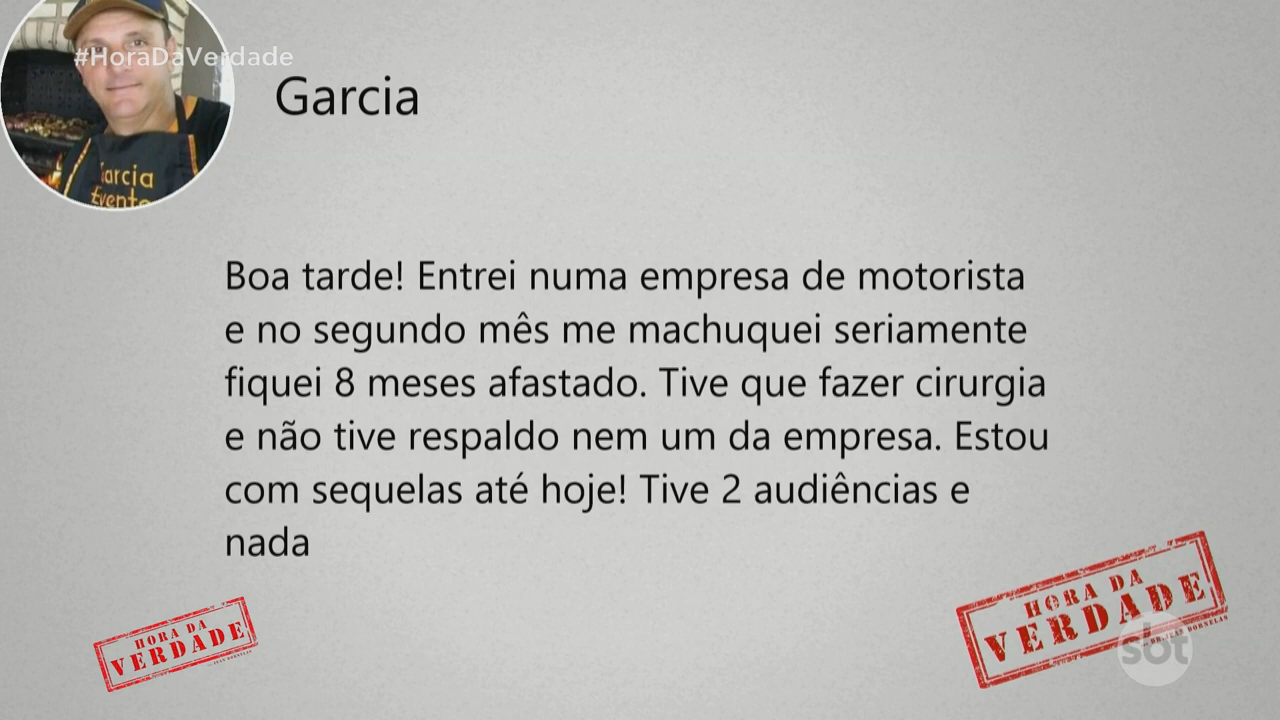 #HoraDaVerdade
Garcia
Garcia
Evento
Boa tarde! Entrei numa empresa de motorista
e no segundo mês me machuquei seriamente
fiquei 8 meses afastado. Tive que fazer cirurgia
e não tive respaldo nem um da empresa. Estou
com sequelas até hoje! Tive 2 audiências e
nada
HORA DA
VERDADE
HORA DA
VERDADE
sbt